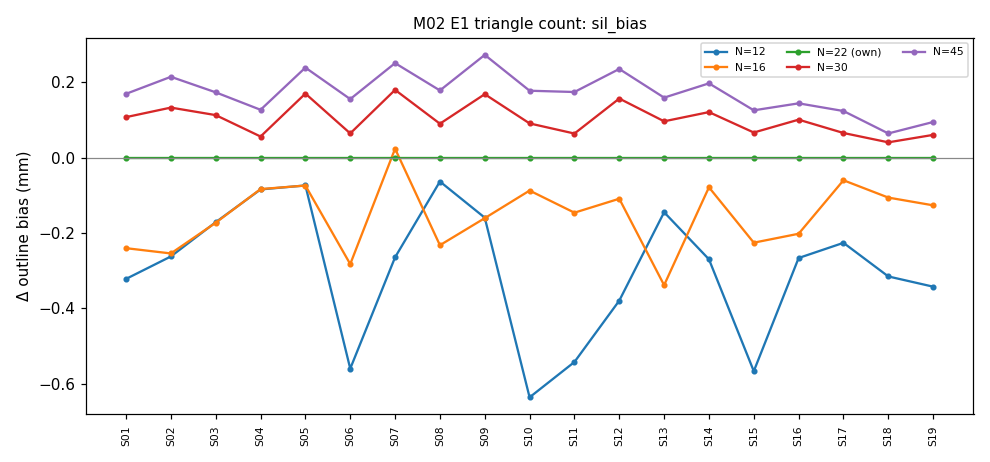 M02 E1 triangle count: sil_bias
N=12
N=16
N=22 (own)
N=30
N=45
Δ outline bias (mm)
0.2
0.0
−0.2
−0.4
−0.6
S01 S02 S03 S04 S05 S06 S07 S08 S09 S10 S11 S12 S13 S14 S15 S16 S17 S18 S19